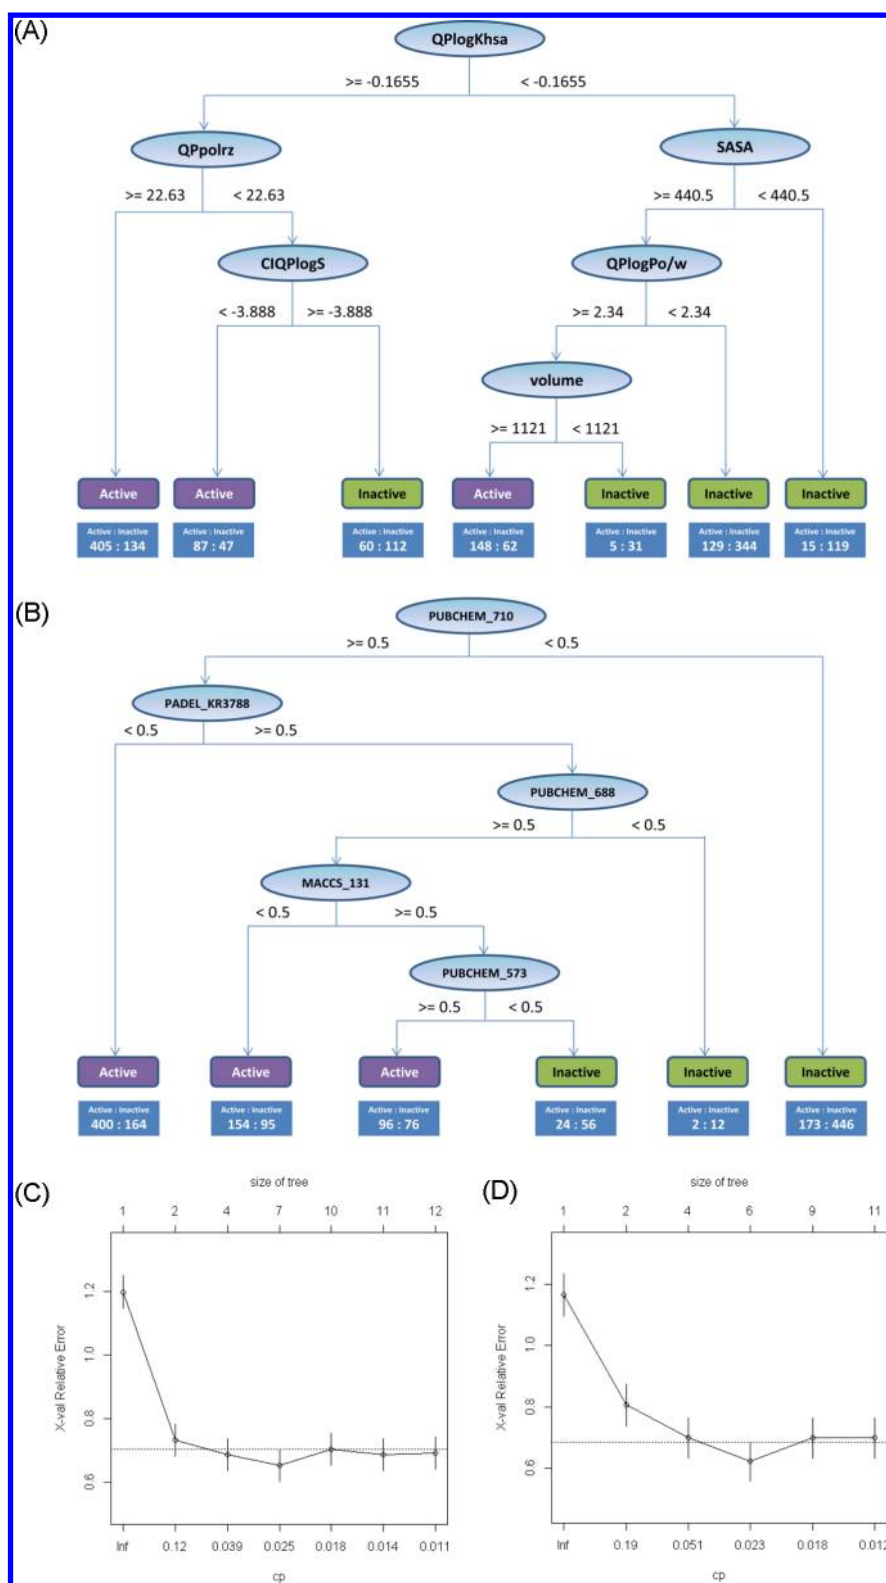 (A)
QPlogKhsa
>= -0.1655 < -0.1655
QPpolrz SASA
>= 22.63 < 22.63 >= 440.5 < 440.5
CIQPlogS QPlogPo/w
< -3.888 >= -3.888 >= 2.34 < 2.34
volume
>= 1121 < 1121
Active Active Inactive Active Inactive Inactive Inactive
Active : Inactive Active : Inactive Active : Inactive Active : Inactive Active : Inactive Active : Inactive Active : Inactive
405 : 134 87 : 47 60 : 112 148 : 62 5 : 31 129 : 344 15 : 119
(B)
PUBCHEM_710
>= 0.5 < 0.5
PADEL_KR3788
< 0.5 >= 0.5
PUBCHEM_688
>= 0.5 < 0.5
MACCS_131
< 0.5 >= 0.5
PUBCHEM_573
>= 0.5 < 0.5
Active Active Active Inactive Inactive Inactive
Active : Inactive Active : Inactive Active : Inactive Active : Inactive Active : Inactive Active : Inactive
400 : 164 154 : 95 96 : 76 24 : 56 2 : 12 173 : 446
(C)
size of tree
1 2 4 7 10 11 12
X-val Relative Error
1.2
1.0
0.8
0.6
Inf 0.12 0.039 0.025 0.018 0.014 0.011
cp
(D)
size of tree
1 2 4 6 9 11
X-val Relative Error
1.2
1.0
0.8
0.6
Inf 0.19 0.051 0.023 0.018 0.012
cp